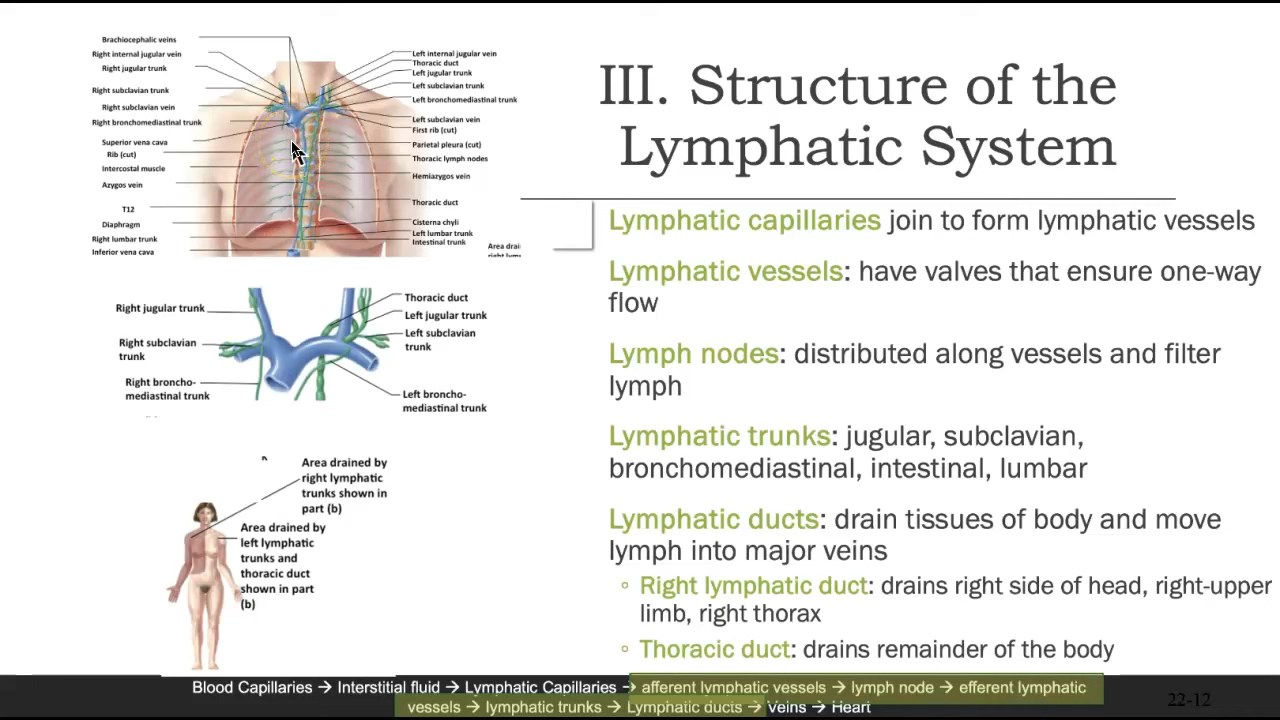 III. Structure of the
Lymphatic System
Brachiocephalic veins
Right internal jugular vein
Right jugular trunk
Right subclavian trunk
Right subclavian vein
Right bronchomediastinal trunk
Superior vena cava
Rib (cut)
Intercostal muscle
Azygos vein
T12
Diaphragm
Right lumbar trunk
Inferior vena cava
Left internal jugular vein
Thoracic duct
Left jugular trunk
Left subclavian trunk
Left bronchomediastinal trunk
Left subclavian vein
First rib (cut)
Parietal pleura (cut)
Thoracic lymph nodes
Hemiazygos vein
Thoracic duct
Cisterna chyli
Left lumbar trunk
Intestinal trunk
Area
Right jugular trunk
Right subclavian
trunk
Right broncho-
mediastinal trunk
Thoracic duct
Left jugular trunk
Left subclavian
trunk
Left broncho-
mediastinal trunk
Area drained by
right lymphatic
trunks shown in
part (b)
Area drained by
left lymphatic
trunks and
thoracic duct
shown in part
(b)
Lymphatic capillaries join to form lymphatic vessels
Lymphatic vessels: have valves that ensure one-way
flow
Lymph nodes: distributed along vessels and filter
lymph
Lymphatic trunks: jugular, subclavian,
bronchomediastinal, intestinal, lumbar
Lymphatic ducts: drain tissues of body and move
lymph into major veins
◦ Right lymphatic duct: drains right side of head, right-upper
limb, right thorax
◦ Thoracic duct: drains remainder of the body
Blood Capillaries → Interstitial fluid → Lymphatic Capillaries → afferent lymphatic vessels → lymph node → efferent lymphatic
vessels → lymphatic trunks → Lymphatic ducts → Veins → Heart
22-12